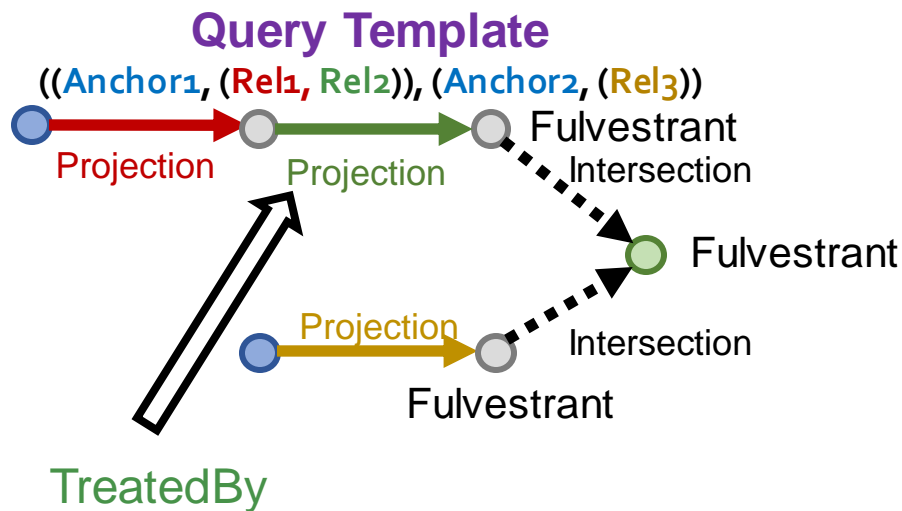 Query Template
((Anchor1, (Rel1, Rel2)), (Anchor2, (Rel3))
Fulvestrant
Projection
Projection
Intersection
Fulvestrant
Projection
Intersection
Fulvestrant
TreatedBy